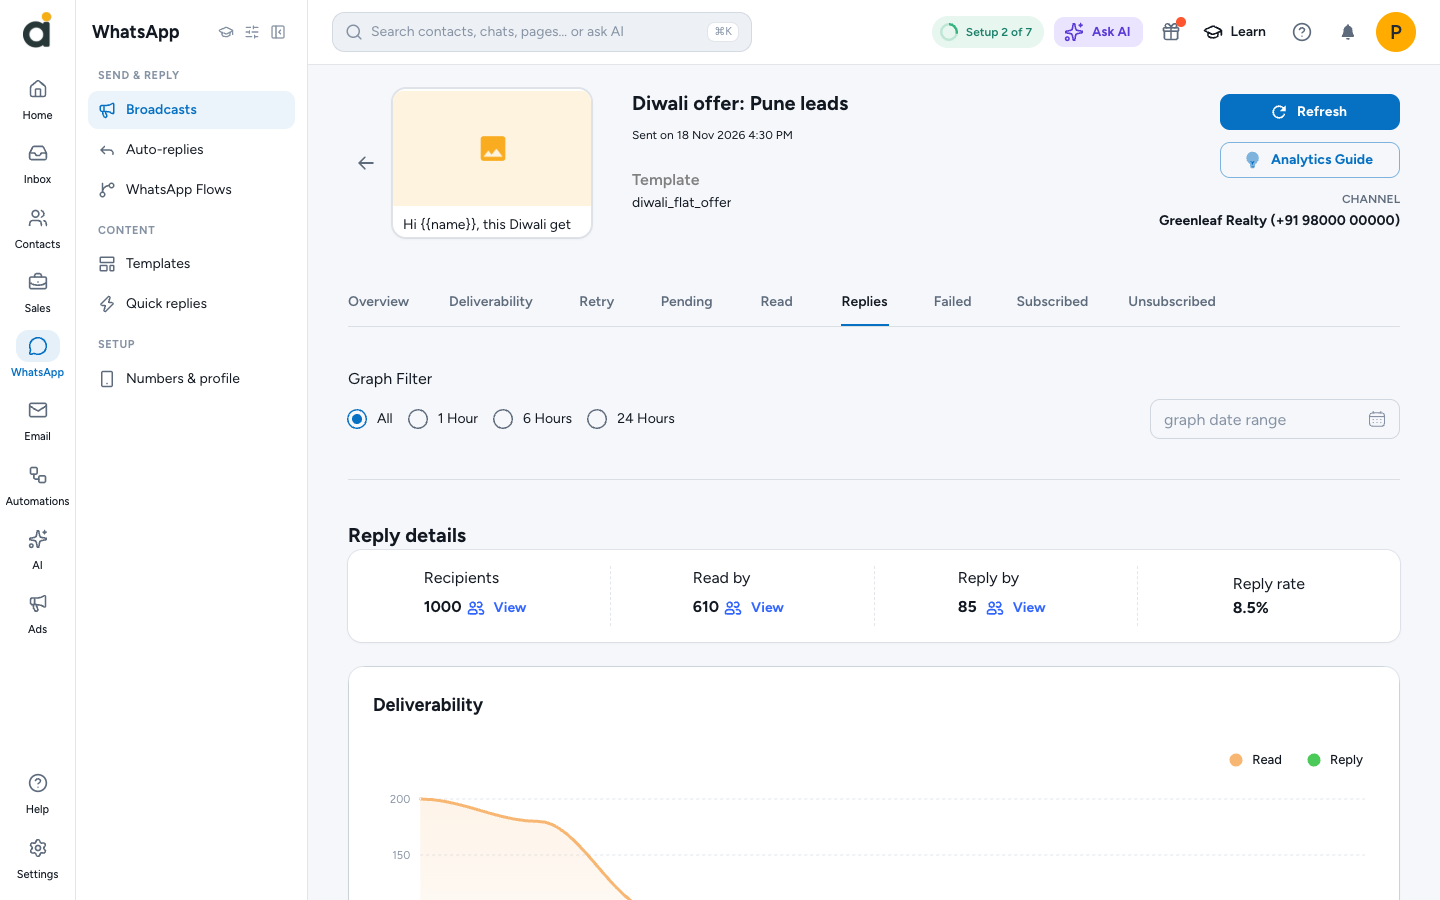 WhatsApp
Search contacts, chats, pages... or ask AI
⌘K
Setup 2 of 7
Ask AI
Learn
P
Home
Inbox
Contacts
Sales
WhatsApp
Email
Automations
AI
Ads
Help
Settings
SEND & REPLY
Broadcasts
Auto-replies
WhatsApp Flows
CONTENT
Templates
Quick replies
SETUP
Numbers & profile
Hi {{name}}, this Diwali get
Diwali offer: Pune leads
Sent on 18 Nov 2026 4:30 PM
Template
diwali_flat_offer
Refresh
Analytics Guide
CHANNEL
Greenleaf Realty (+91 98000 00000)
Overview
Deliverability
Retry
Pending
Read
Replies
Failed
Subscribed
Unsubscribed
Graph Filter
All
1 Hour
6 Hours
24 Hours
graph date range
Reply details
Recipients
1000 View
Read by
610 View
Reply by
85 View
Reply rate
8.5%
Deliverability
Read
Reply
200
150